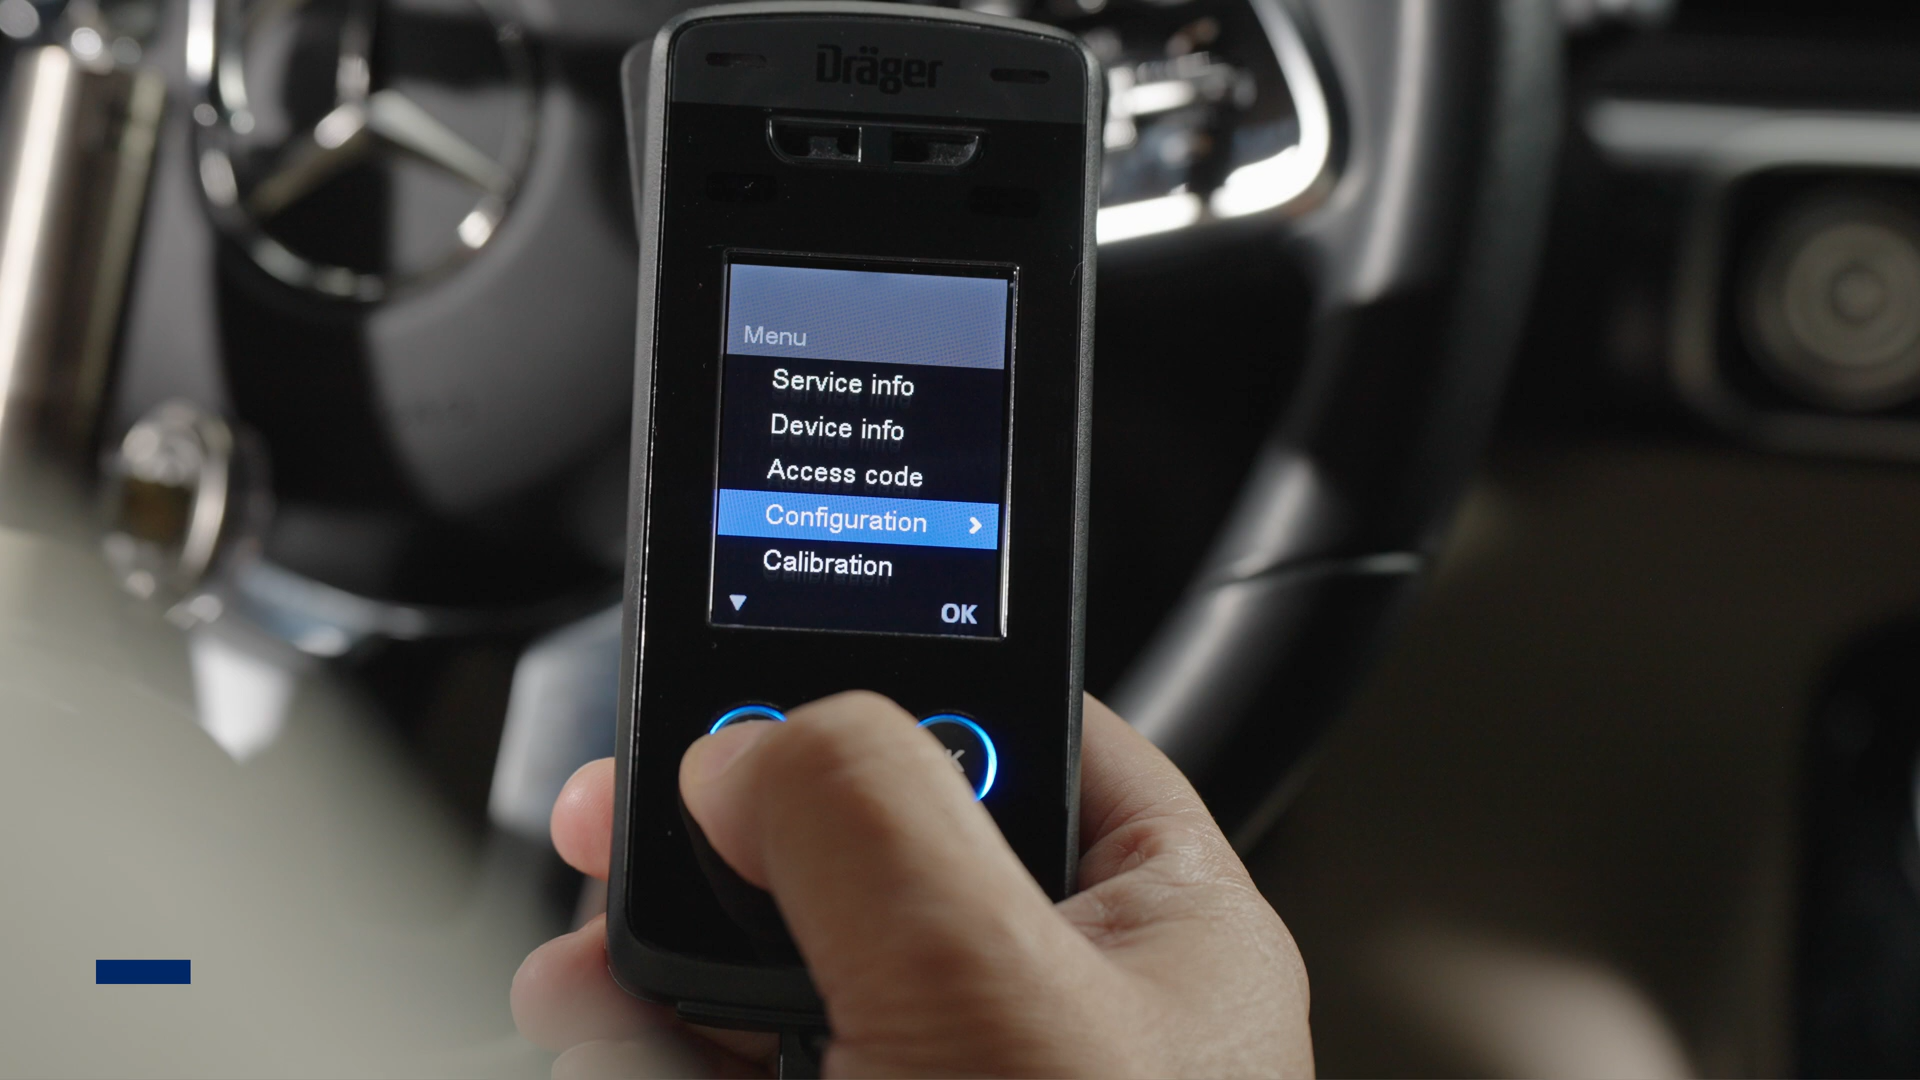 Dräger
Menu
Service info
Device info
Access code
Configuration
Calibration
OK
K